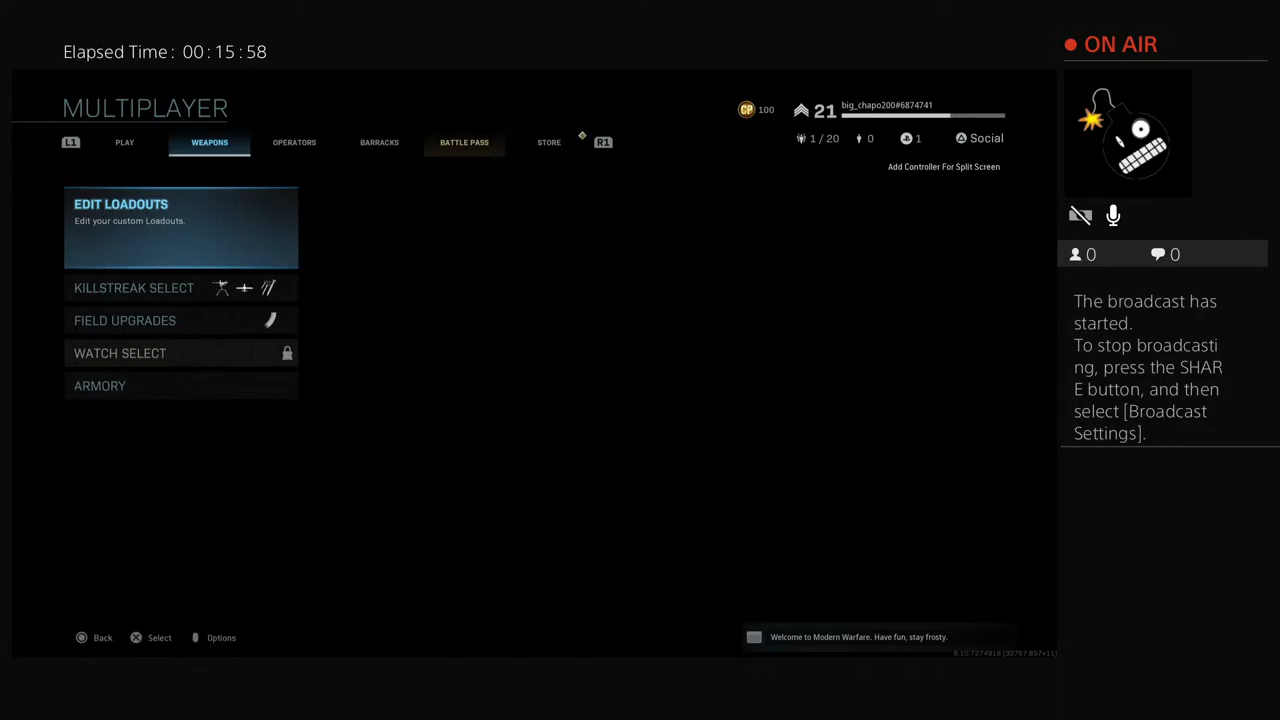 Elapsed Time: 00:15:58
ON AIR
MULTIPLAYER
CP 100
21
big_chapo200#6874741
L1 PLAY WEAPONS OPERATORS BARRACKS BATTLE PASS STORE R1
1 / 20 0 1 Social
Add Controller For Split Screen
EDIT LOADOUTS
Edit your custom Loadouts.
KILLSTREAK SELECT
FIELD UPGRADES
WATCH SELECT
ARMORY
0 0
The broadcast has
started.
To stop broadcasti
ng, press the SHAR
E button, and then
select [Broadcast
Settings].
Back Select Options
Welcome to Modern Warfare. Have fun, stay frosty.